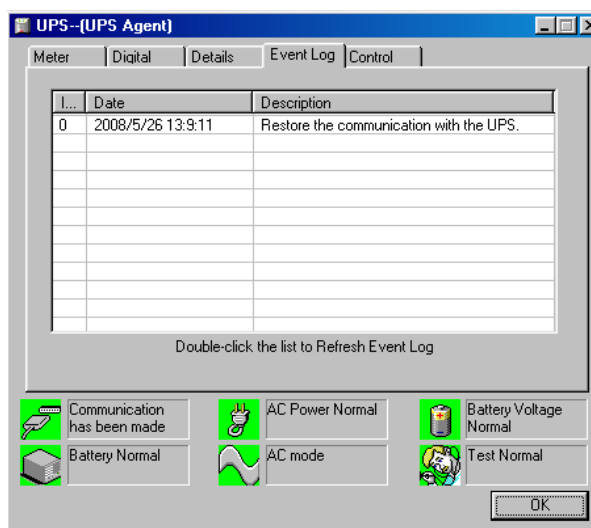 UPS--(UPS Agent)
Meter Digital Details Event Log Control
I... Date Description
0 2008/5/26 13:9:11 Restore the communication with the UPS.
Double-click the list to Refresh Event Log
Communication has been made
AC Power Normal
Battery Voltage Normal
Battery Normal
AC mode
Test Normal
OK